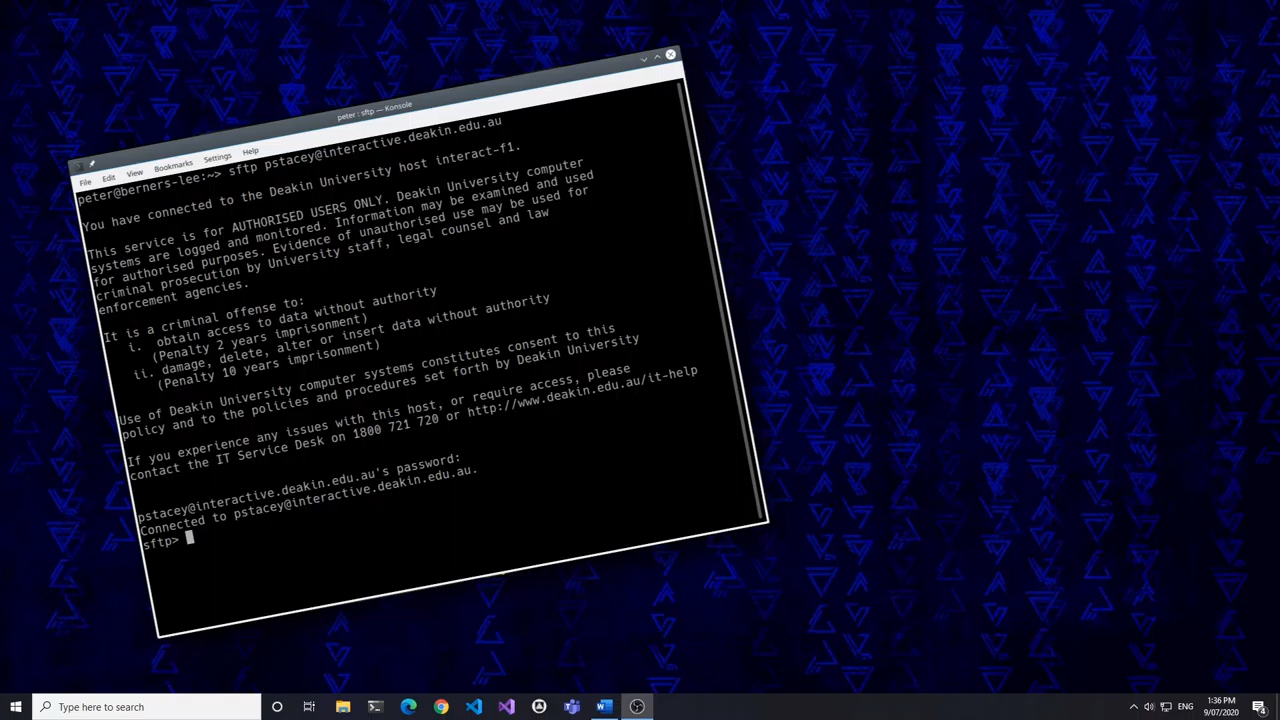 peter : sftp — Konsole
File Edit View Bookmarks Settings Help
peter@berners-lee:~> sftp pstacey@interactive.deakin.edu.au
You have connected to the Deakin University host interact-f1.
This service is for AUTHORISED USERS ONLY. Deakin University computer
systems are logged and monitored. Information may be examined and used
for authorised purposes. Evidence of unauthorised use may be used for
criminal prosecution by University staff, legal counsel and law
enforcement agencies.
It is a criminal offense to:
i. obtain access to data without authority
(Penalty 2 years imprisonment)
ii. damage, delete, alter or insert data without authority
(Penalty 10 years imprisonment)
Use of Deakin University computer systems constitutes consent to this
policy and to the policies and procedures set forth by Deakin University
If you experience any issues with this host, or require access, please
contact the IT Service Desk on 1800 721 720 or http://www.deakin.edu.au/it-help
pstacey@interactive.deakin.edu.au's password:
Connected to pstacey@interactive.deakin.edu.au.
sftp>
Type here to search
ENG
1:36 PM
9/07/2020
4